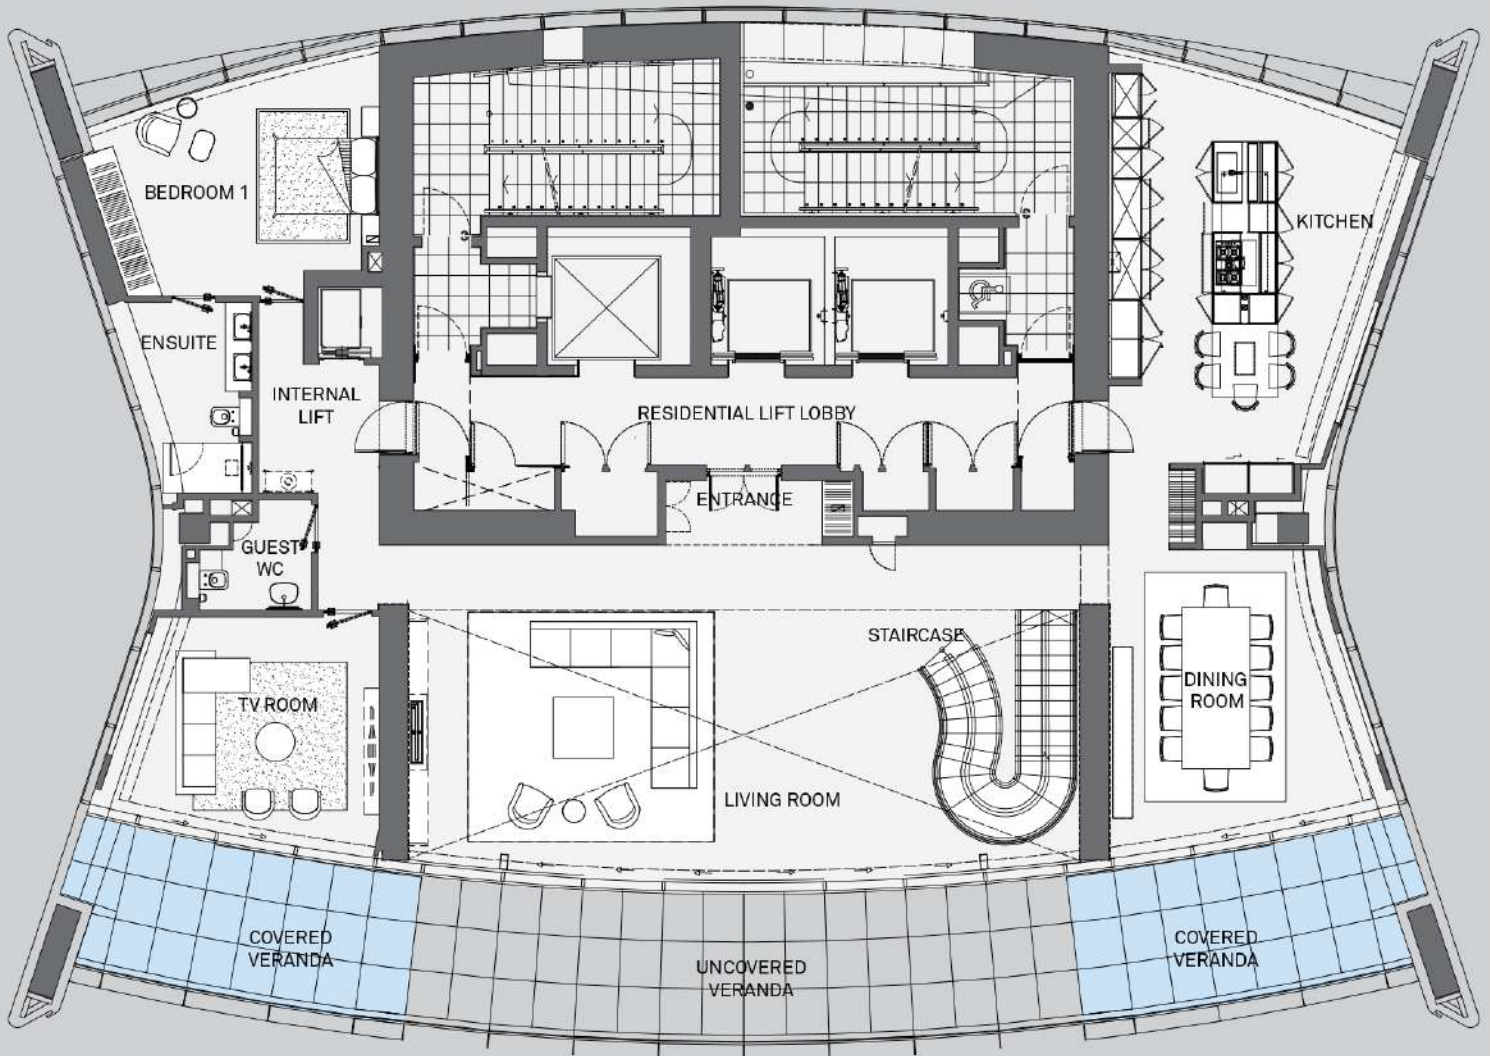 BEDROOM 1
KITCHEN
ENSUITE
INTERNAL
LIFT
RESIDENTIAL LIFT LOBBY
ENTRANCE
GUEST
WC
STAIRCASE
TV ROOM
DINING
ROOM
LIVING ROOM
COVERED
VERANDA
UNCOVERED
VERANDA
COVERED
VERANDA